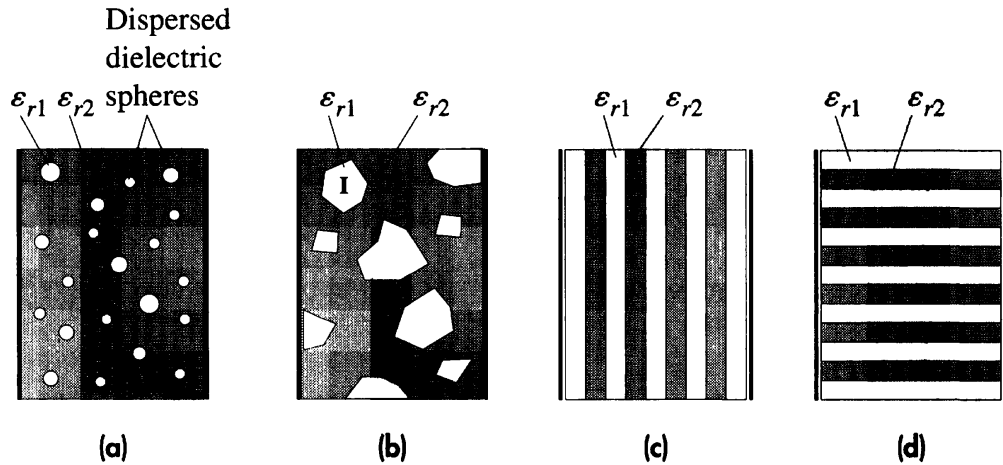 Dispersed
dielectric
spheres
εr1 εr2
εr1 εr2
εr1 εr2
εr1 εr2
I
(a) (b) (c) (d)